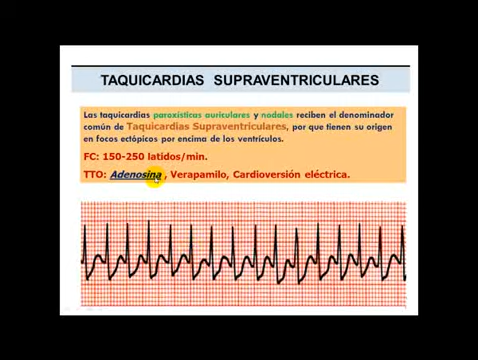 TAQUICARDIAS SUPRAVENTRICULARES
Las taquicardias paroxísticas auriculares y nodales reciben el denominador
común de Taquicardias Supraventriculares, por que tienen su origen
en focos ectópicos por encima de los ventrículos.
FC: 150-250 latidos/min.
TTO: Adenosina , Verapamilo, Cardioversión eléctrica.